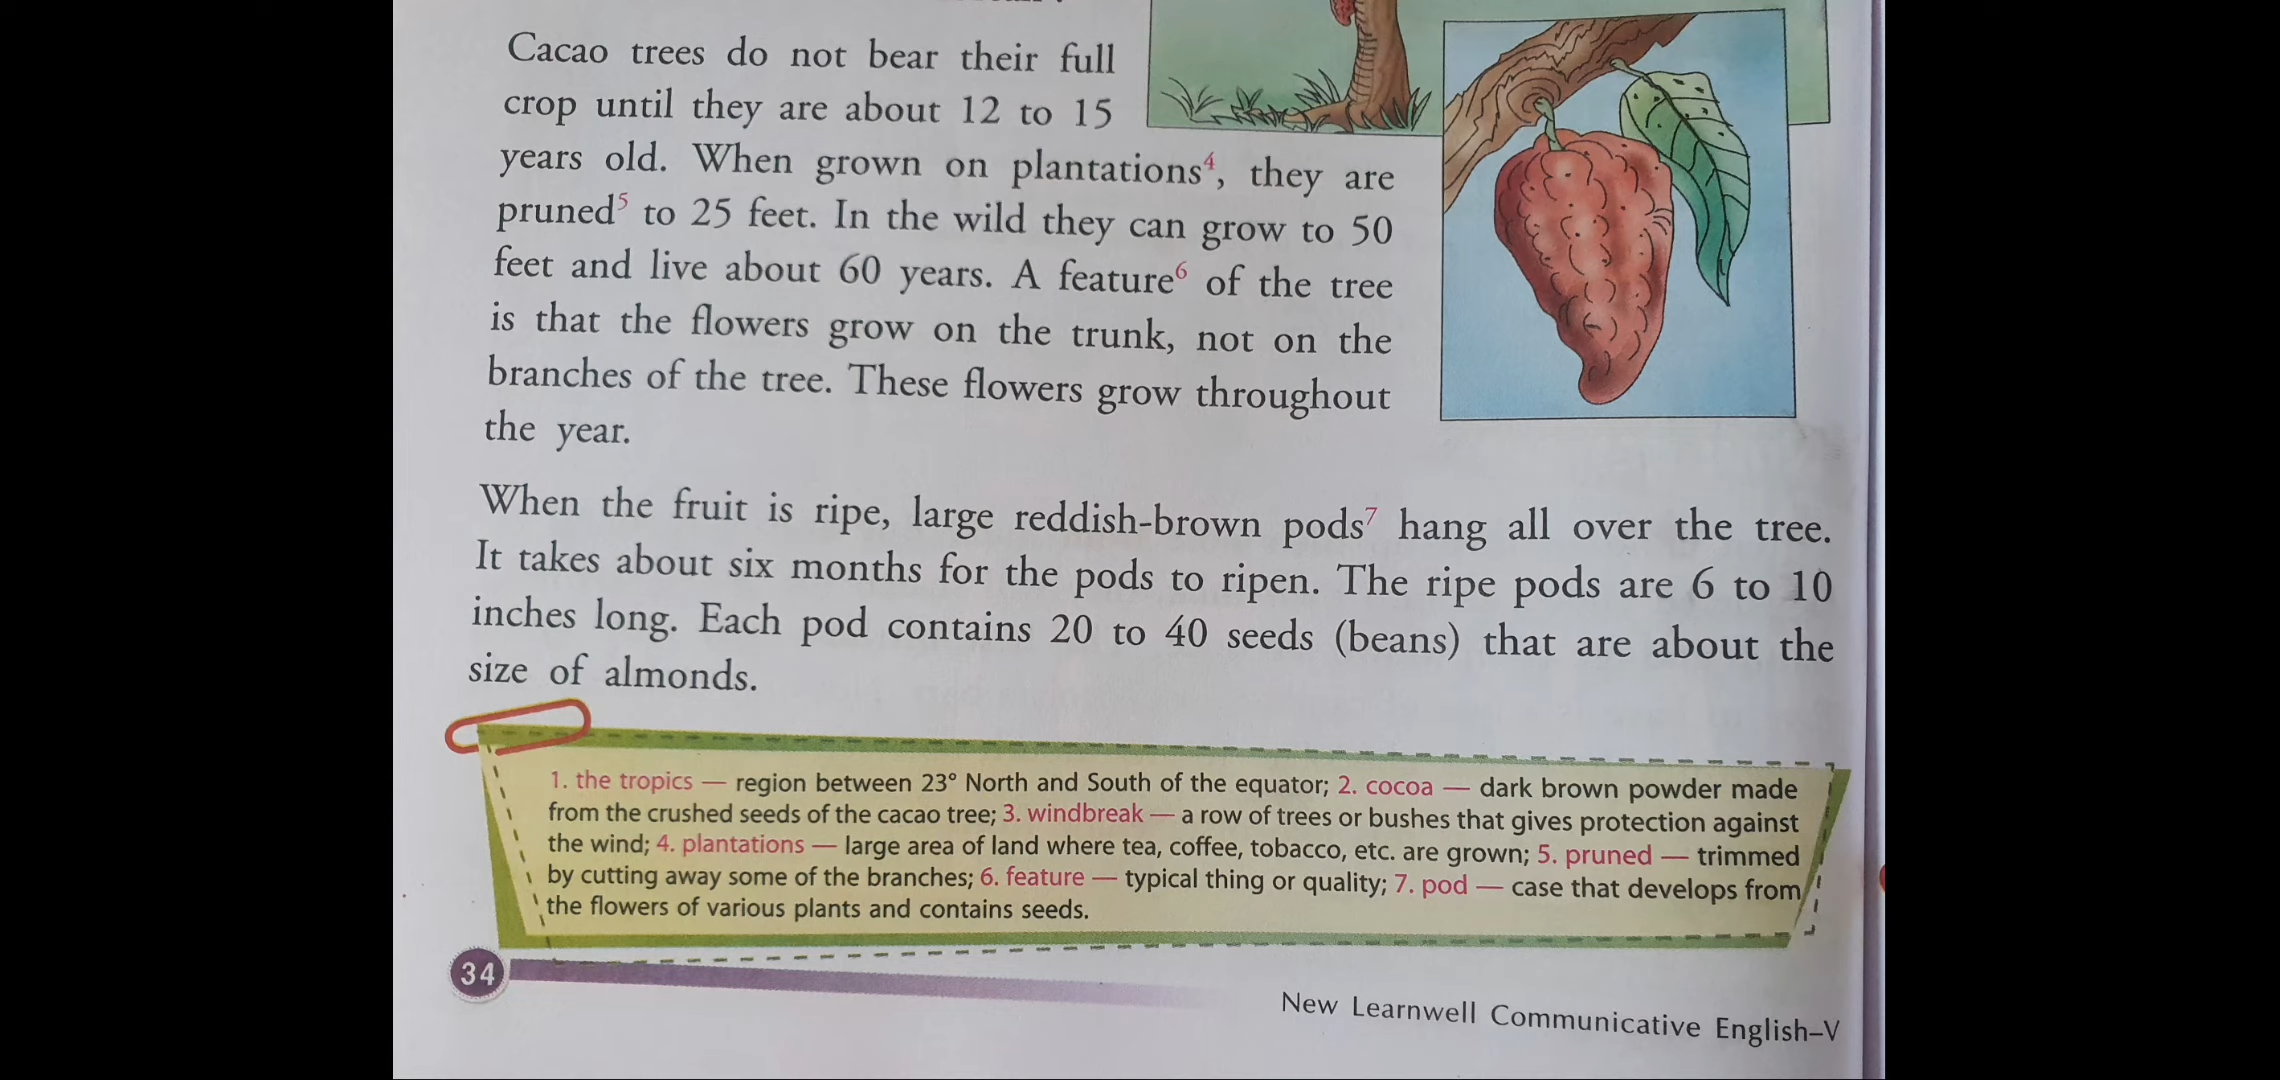 Cacao trees do not bear their full
crop until they are about 12 to 15
years old. When grown on plantations⁴, they are
pruned⁵ to 25 feet. In the wild they can grow to 50
feet and live about 60 years. A feature⁶ of the tree
is that the flowers grow on the trunk, not on the
branches of the tree. These flowers grow throughout
the year.
When the fruit is ripe, large reddish-brown pods⁷ hang all over the tree.
It takes about six months for the pods to ripen. The ripe pods are 6 to 10
inches long. Each pod contains 20 to 40 seeds (beans) that are about the
size of almonds.
1. the tropics — region between 23° North and South of the equator; 2. cocoa — dark brown powder made
from the crushed seeds of the cacao tree; 3. windbreak — a row of trees or bushes that gives protection against
the wind; 4. plantations — large area of land where tea, coffee, tobacco, etc. are grown; 5. pruned — trimmed
by cutting away some of the branches; 6. feature — typical thing or quality; 7. pod — case that develops from
the flowers of various plants and contains seeds.
34
New Learnwell Communicative English–V